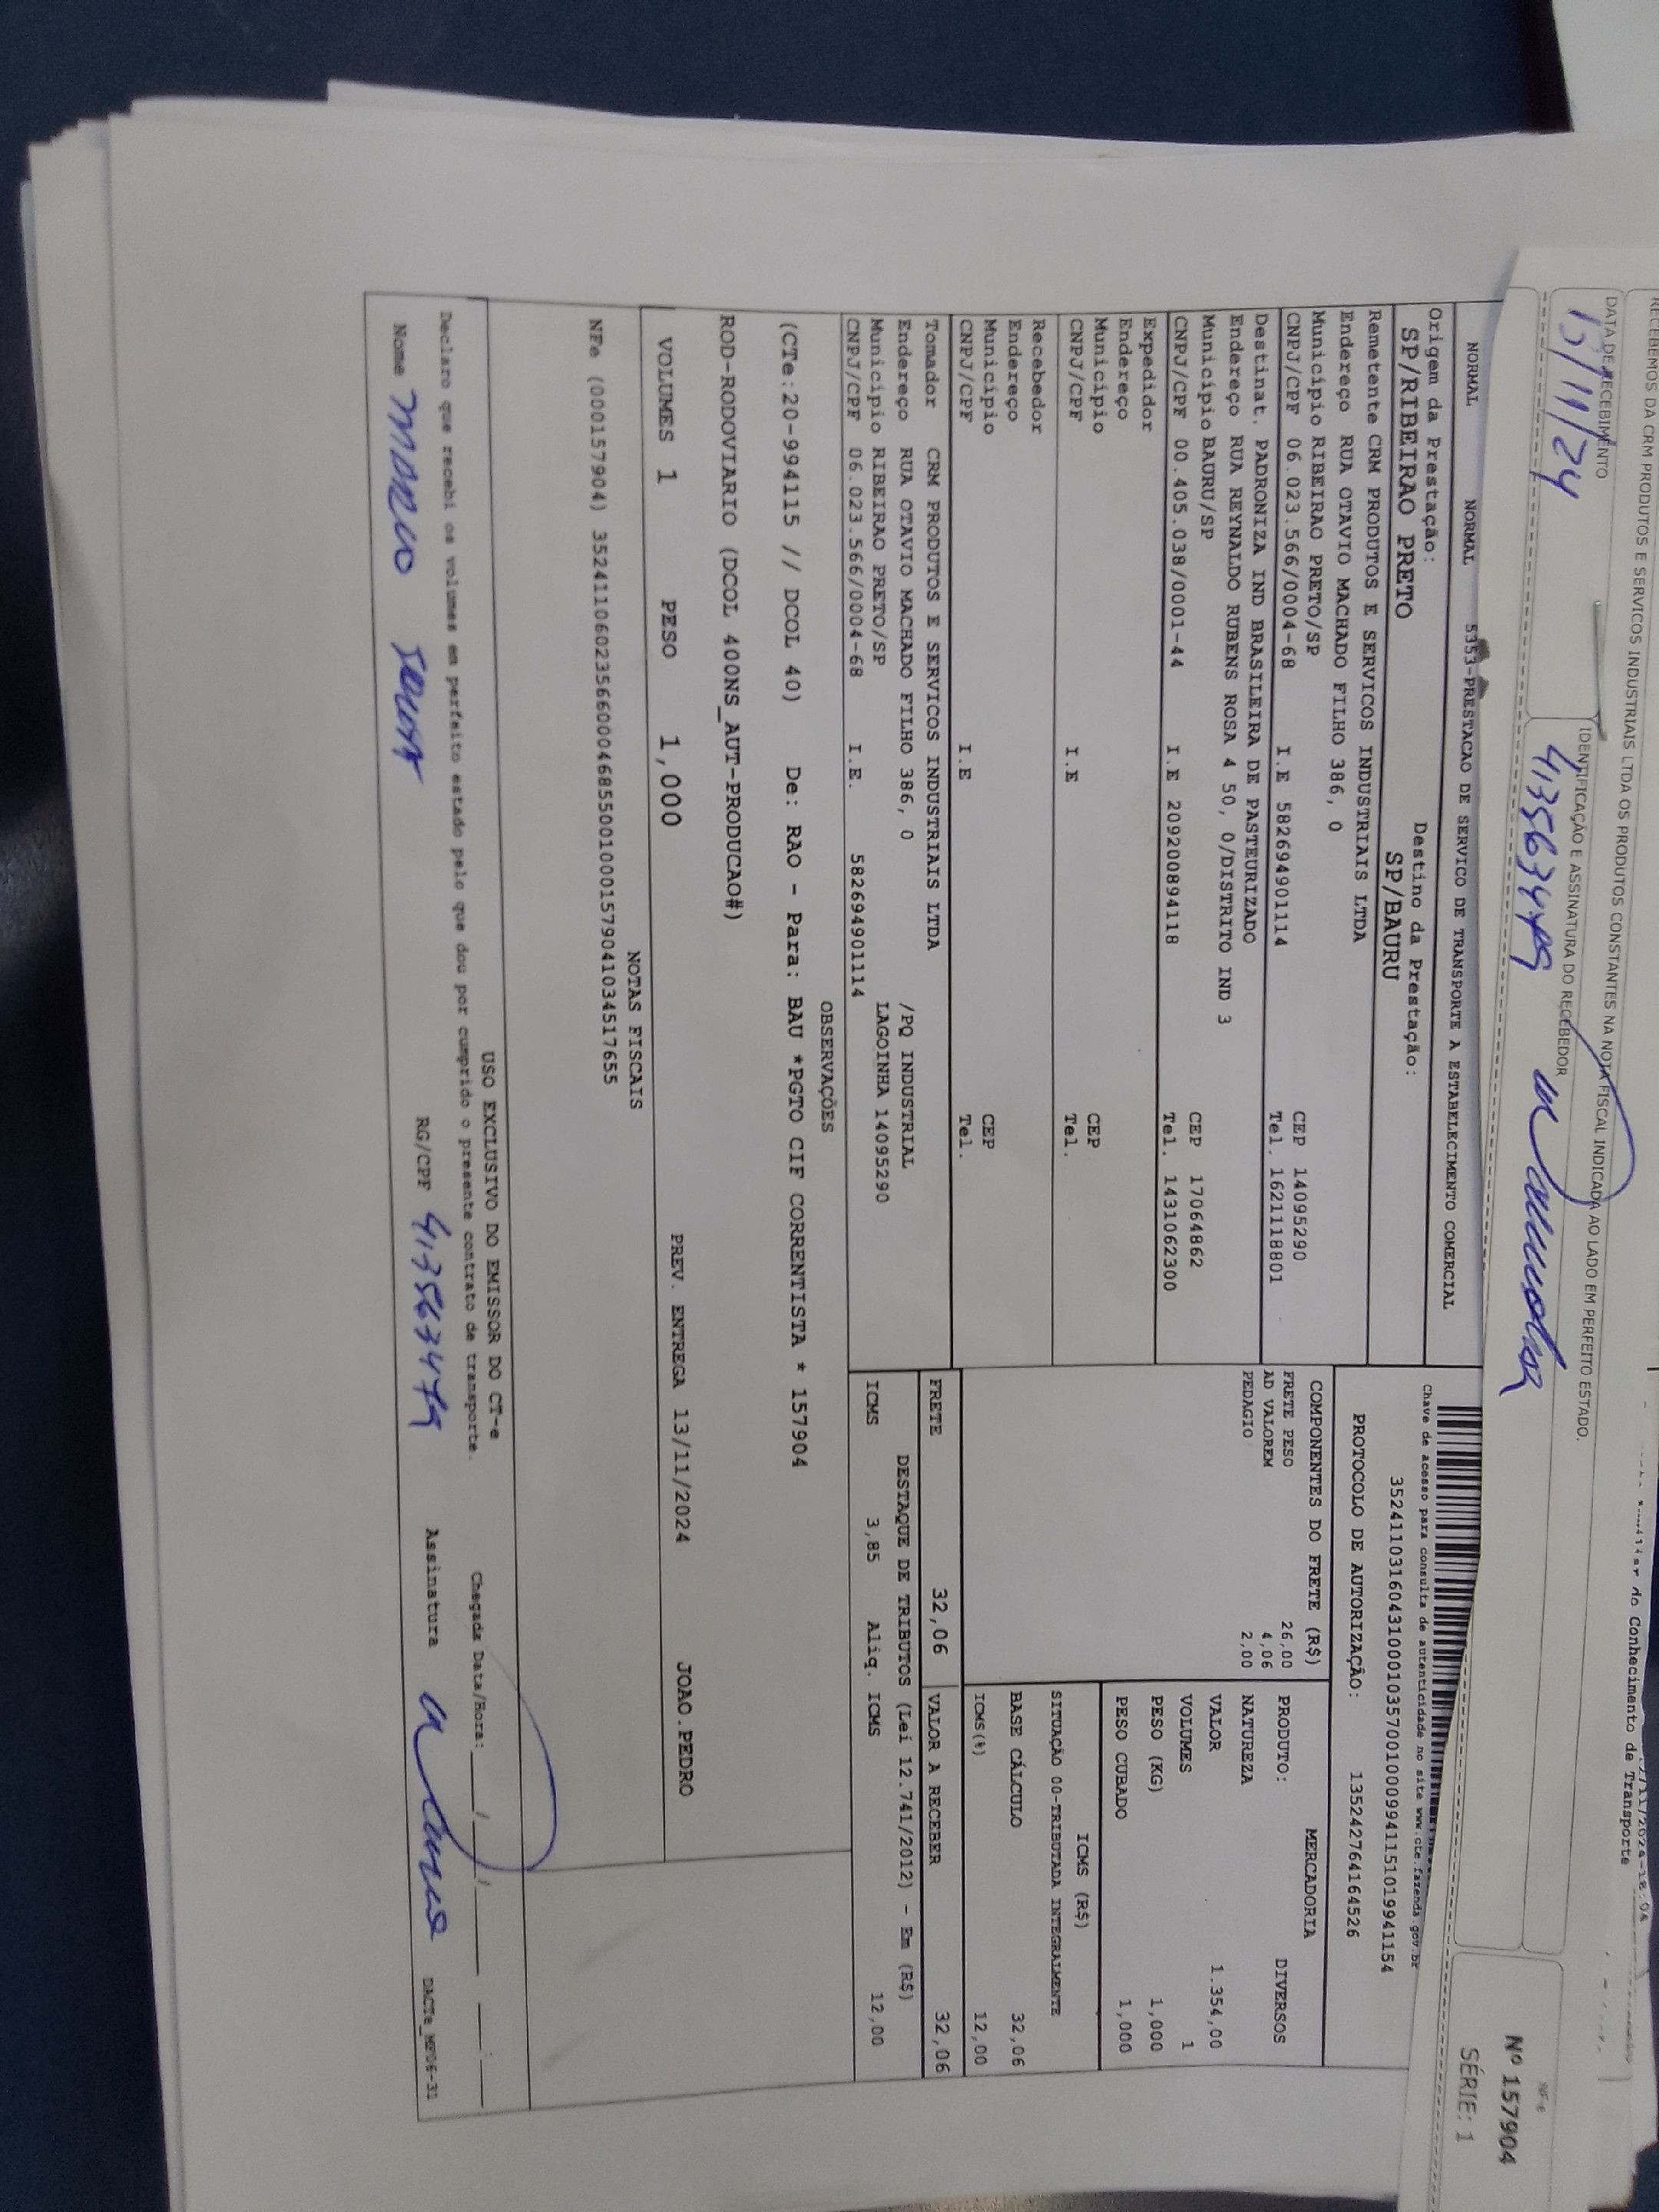 RECEBEMOS DA CRM PRODUTOS E SERVICOS INDUSTRIAIS LTDA OS PRODUTOS CONSTANTES NA NOTA FISCAL INDICADA AO LADO EM PERFEITO ESTADO.
DATA DE RECEBIMENTO
IDENTIFICAÇÃO E ASSINATURA DO RECEBEDOR
13/11/24 413563479
NF-e
Nº 157904
SÉRIE: 1
do Conhecimento de Transporte
NORMAL NORMAL 5353-PRESTACAO DE SERVICO DE TRANSPORTE A ESTABELECIMENTO COMERCIAL
Chave de acesso para consulta de autenticidade no site www.cte.fazenda.gov.br
35241103160431000103570010009941151019941154
Origem da Prestação: Destino da Prestação:
SP/RIBEIRAO PRETO SP/BAURU
PROTOCOLO DE AUTORIZAÇÃO: 135242764164526
Remetente CRM PRODUTOS E SERVICOS INDUSTRIAIS LTDA
Endereço RUA OTAVIO MACHADO FILHO 386, 0
Município RIBEIRAO PRETO/SP CEP 14095290
CNPJ/CPF 06.023.566/0004-68 I.E 582694901114 Tel. 1621118801
Destinat. PADRONIZA IND BRASILEIRA DE PASTEURIZADO
Endereço RUA REYNALDO RUBENS ROSA 4 50, 0/DISTRITO IND 3
Município BAURU/SP CEP 17064862
CNPJ/CPF 00.405.038/0001-44 I.E 209200894118 Tel. 1431062300
Expedidor
Endereço
Município CEP
CNPJ/CPF I.E Tel.
Recebedor
Endereço
Município CEP
CNPJ/CPF I.E Tel.
Tomador CRM PRODUTOS E SERVICOS INDUSTRIAIS LTDA
Endereço RUA OTAVIO MACHADO FILHO 386, 0 /PQ INDUSTRIAL
Município RIBEIRAO PRETO/SP LAGOINHA 14095290
CNPJ/CPF 06.023.566/0004-68 I.E. 582694901114
COMPONENTES DO FRETE (R$)
FRETE PESO 26,00
AD VALOREM 4,06
PEDAGIO 2,00
MERCADORIA
PRODUTO: DIVERSOS
NATUREZA
VALOR 1.354,00
VOLUMES 1
PESO (KG) 1,000
PESO CUBADO 1,000
ICMS (R$)
SITUAÇÃO 00-TRIBUTADA INTEGRALMENTE
BASE CÁLCULO 32,06
ICMS(%) 12,00
FRETE 32,06 VALOR A RECEBER 32,06
DESTAQUE DE TRIBUTOS (Lei 12.741/2012) - Em (R$)
ICMS 3,85 Aliq. ICMS 12,00
OBSERVAÇÕES
(CTe:20-994115 // DCOL 40) De: RAO - Para: BAU *PGTO CIF CORRENTISTA * 157904
ROD-RODOVIARIO (DCOL 400NS_AUT-PRODUCAO#)
VOLUMES 1 PESO 1,000 PREV. ENTREGA 13/11/2024 JOAO.PEDRO
NOTAS FISCAIS
NFe (000157904) 35241106023566000468550010001579041034517655
USO EXCLUSIVO DO EMISSOR DO CT-e
Declaro que recebi os volumes em perfeito estado pelo que dou por cumprido o presente contrato de transporte. Chegada Data/Hora: ____/____/____ ____:____
Nome MARIO RG/CPF 413563479 Assinatura
DACTe_MP06-31